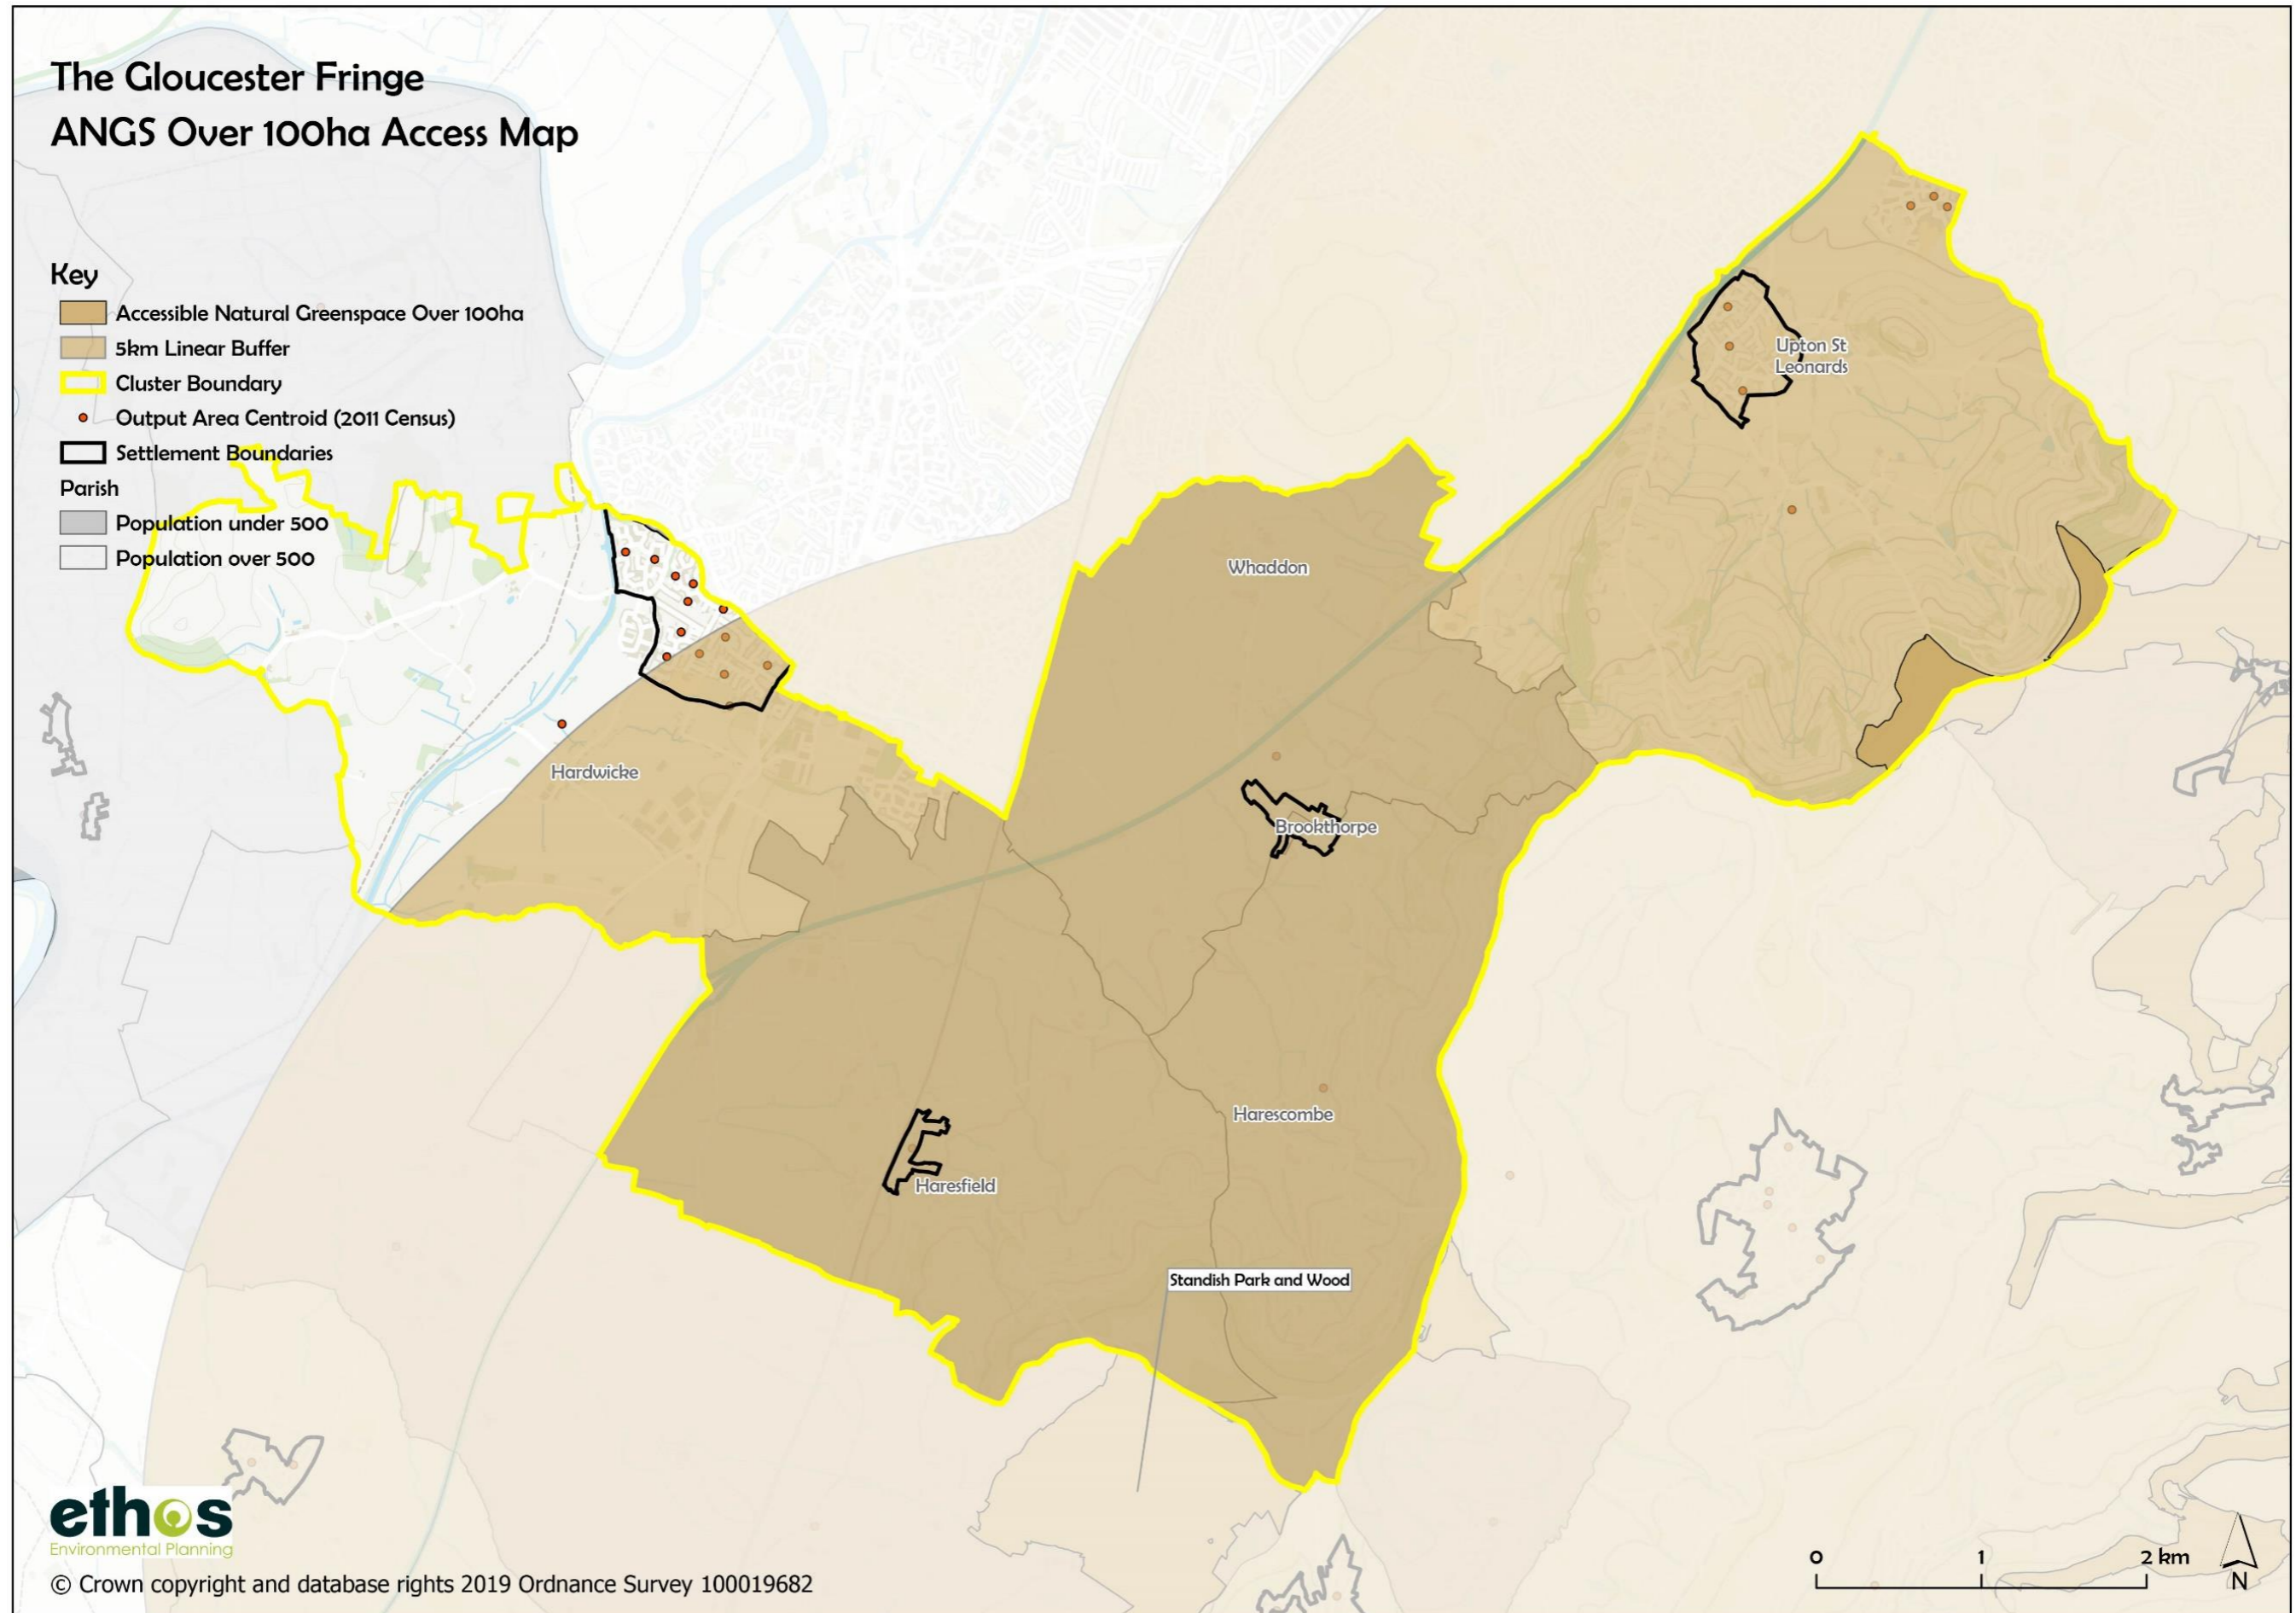 The Gloucester Fringe
ANGS Over 100ha Access Map
Key
Accessible Natural Greenspace Over 100ha
5km Linear Buffer
Cluster Boundary
Output Area Centroid (2011 Census)
Settlement Boundaries
Parish
Population under 500
Population over 500
Upton St
Leonards
Whaddon
Hardwicke
Brookthorpe
Harescombe
Haresfield
Standish Park and Wood
ethos
Environmental Planning
© Crown copyright and database rights 2019 Ordnance Survey 100019682
0 1 2 km
N